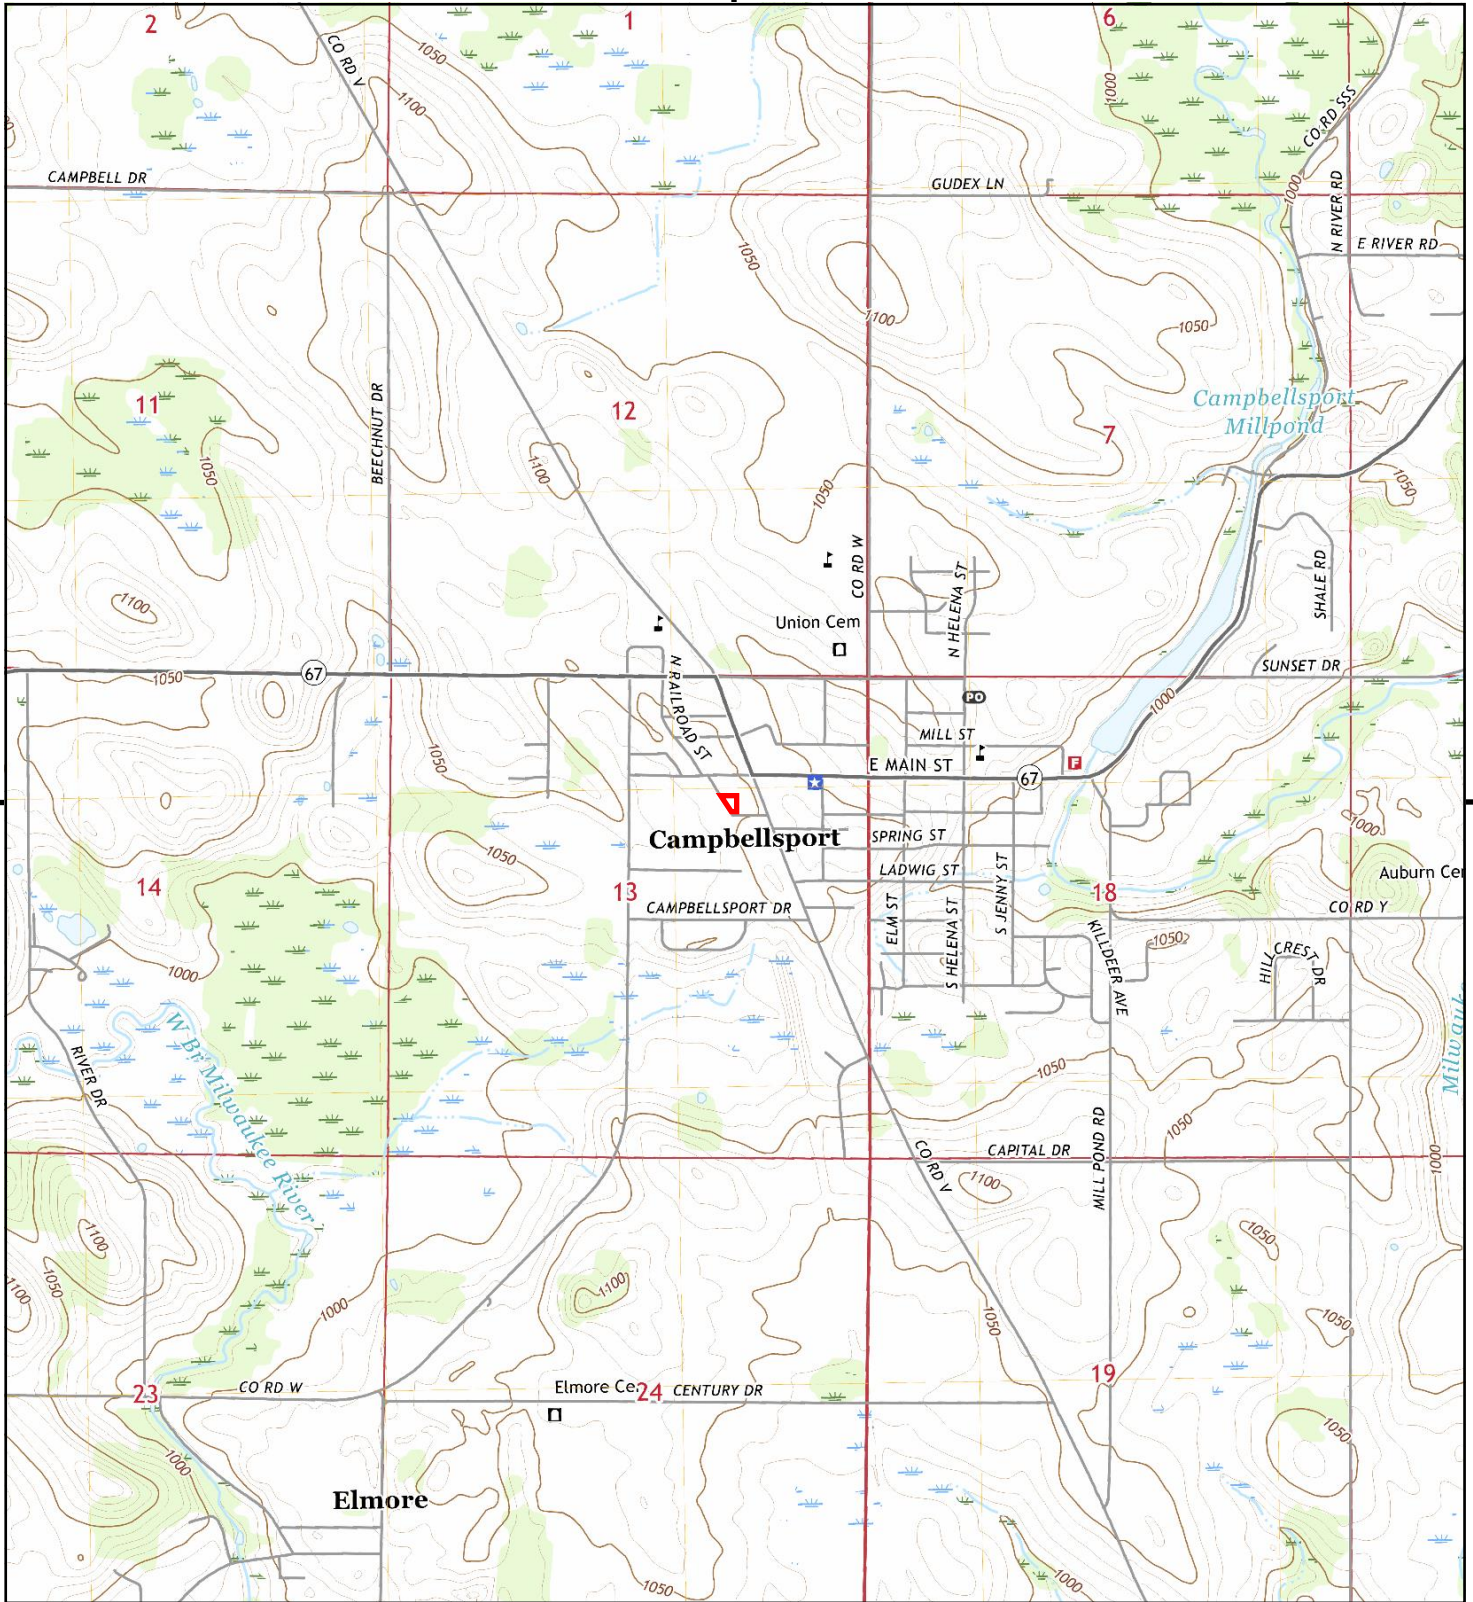 2
1
6
CO RD V
1050
1100
1000
CO RD SSS
CAMPBELL DR
GUDEX LN
1000
N RIVER RD
E RIVER RD
1050
1100
1050
11
BEECHNUT DR
12
Campbellsport
Millpond
7
1050
1100
1050
1050
1100
CO RD W
N HELENA ST
SHALE RD
Union Cem
67
1050
N RAILROAD ST
SUNSET DR
PO
1000
MILL ST
1050
E MAIN ST
F
67
1000
Campbellsport
SPRING ST
1050
LADWIG ST
Auburn Cem
14
13
18
S JENNY ST
CAMPBELLSPORT DR
ELM ST
CO RD Y
S HELENA ST
KILLDEER AVE
1050
HILL CREST DR
1000
W Br Milwaukee River
RIVER DR
1050
1050
MILL POND RD
CAPITAL DR
CO RD V
1100
1000
1100
1050
1050
1100
1100
1000
1050
1050
19
23
CO RD W
Elmore Ce
24
CENTURY DR
1050
1000
Elmore
1050
1000